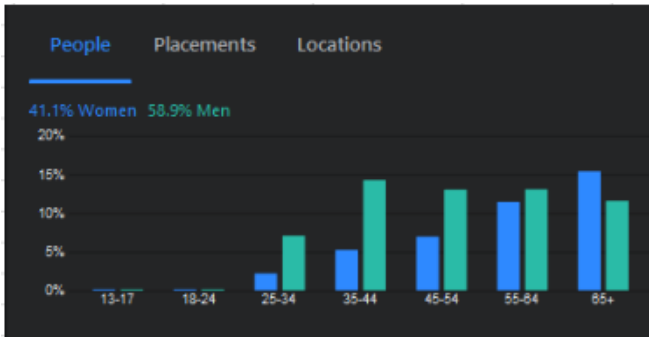 People Placements Locations
41.1% Women 58.9% Men
20%
15%
10%
5%
0%
13-17 18-24 25-34 35-44 45-54 55-64 65+